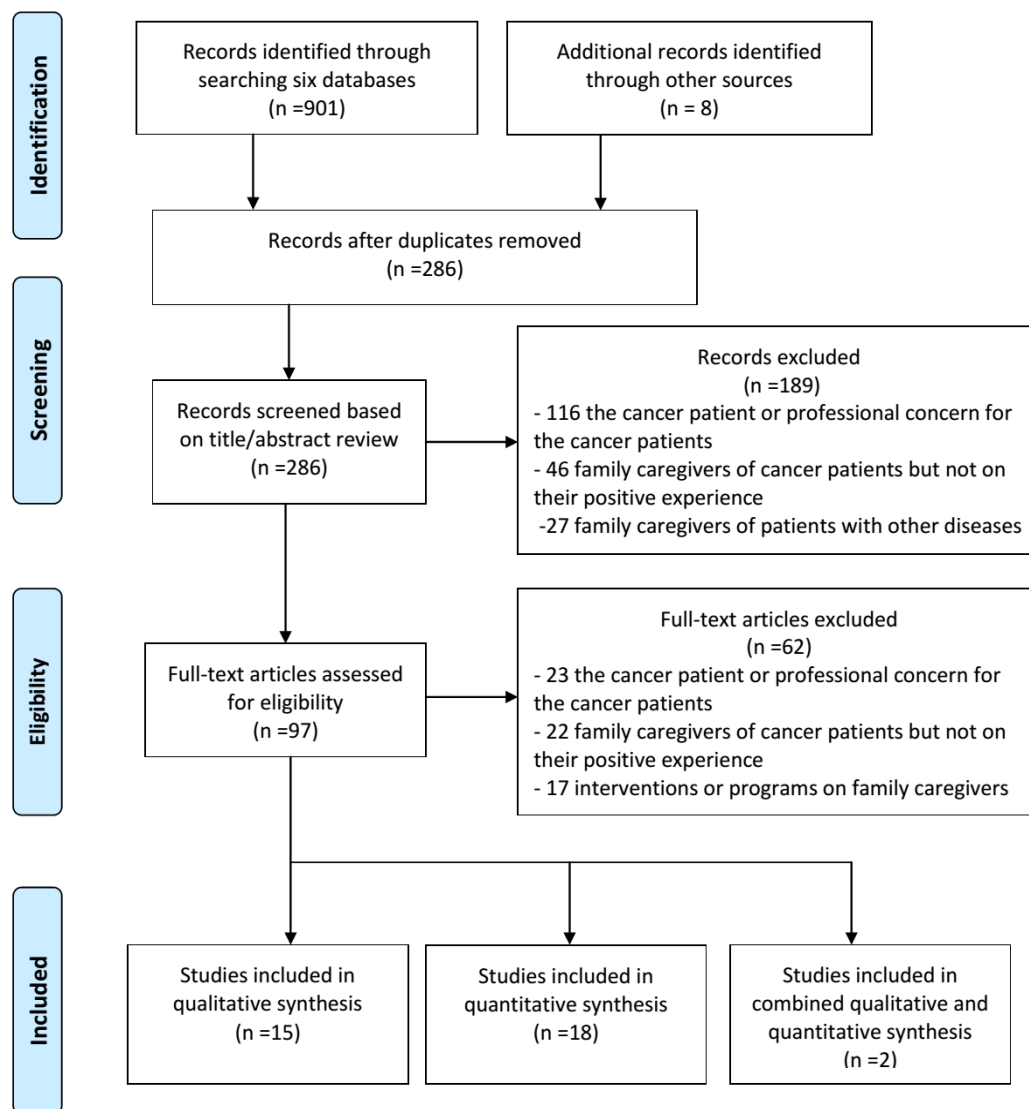 Identification
Records identified through
searching six databases
(n =901)
Additional records identified
through other sources
(n = 8)
Records after duplicates removed
(n =286)
Screening
Records screened based
on title/abstract review
(n =286)
Records excluded
(n =189)
- 116 the cancer patient or professional concern for
the cancer patients
- 46 family caregivers of cancer patients but not on
their positive experience
-27 family caregivers of patients with other diseases
Eligibility
Full-text articles assessed
for eligibility
(n =97)
Full-text articles excluded
(n =62)
- 23 the cancer patient or professional concern for
the cancer patients
- 22 family caregivers of cancer patients but not on
their positive experience
- 17 interventions or programs on family caregivers
Included
Studies included in
qualitative synthesis
(n =15)
Studies included in
quantitative synthesis
(n =18)
Studies included in
combined qualitative and
quantitative synthesis
(n =2)